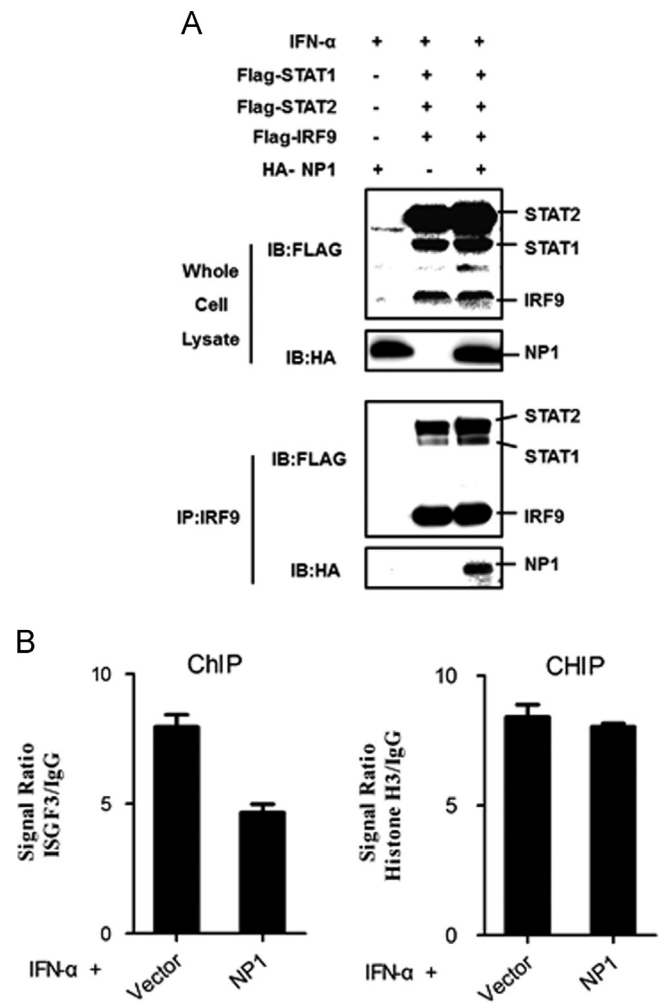 A
IFN-α + + +
Flag-STAT1 - + +
Flag-STAT2 - + +
Flag-IRF9 - + +
HA- NP1 + - +
STAT2
IB:FLAG
STAT1
Whole
Cell
Lysate
IRF9
IB:HA
NP1
STAT2
IB:FLAG
STAT1
IP:IRF9
IRF9
IB:HA
NP1
B
ChIP
Signal Ratio
ISGF3/IgG
10
5
0
IFN-α +
Vector
NP1
CHIP
Signal Ratio
Histone H3/IgG
10
5
0
IFN-α +
Vector
NP1